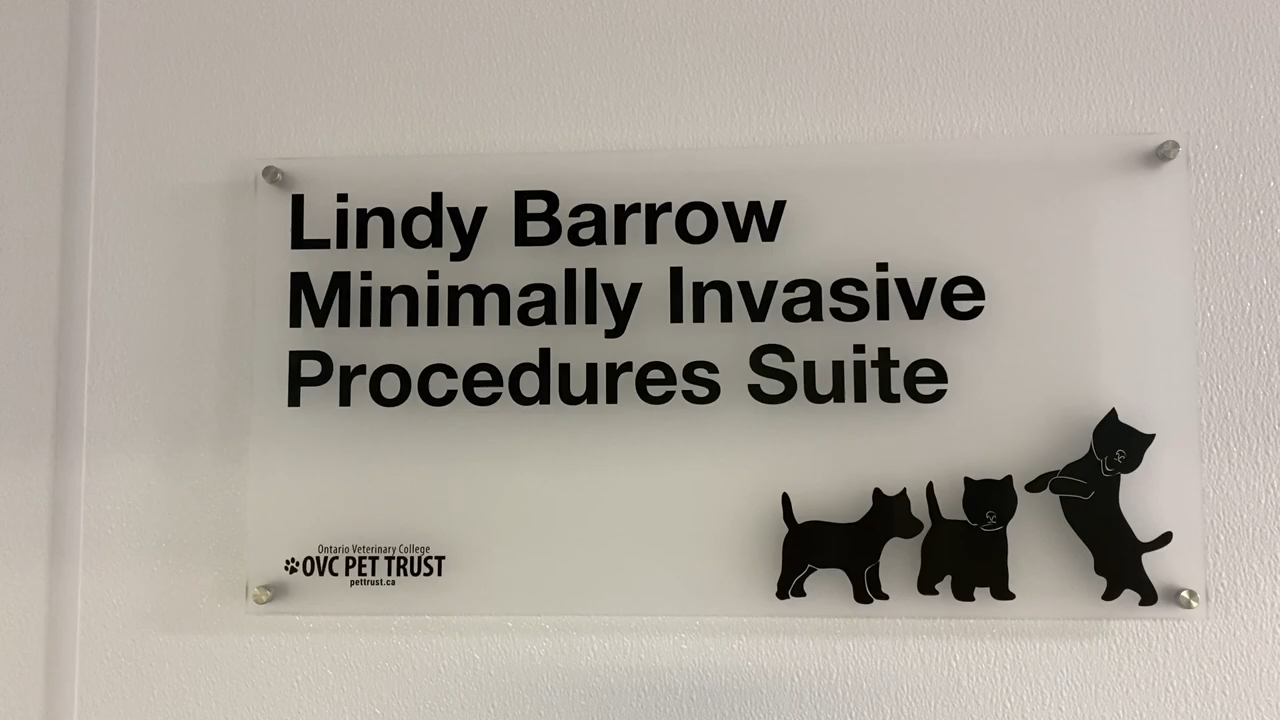 Lindy Barrow
Minimally Invasive
Procedures Suite
Ontario Veterinary College
OVC PET TRUST
pettrust.ca